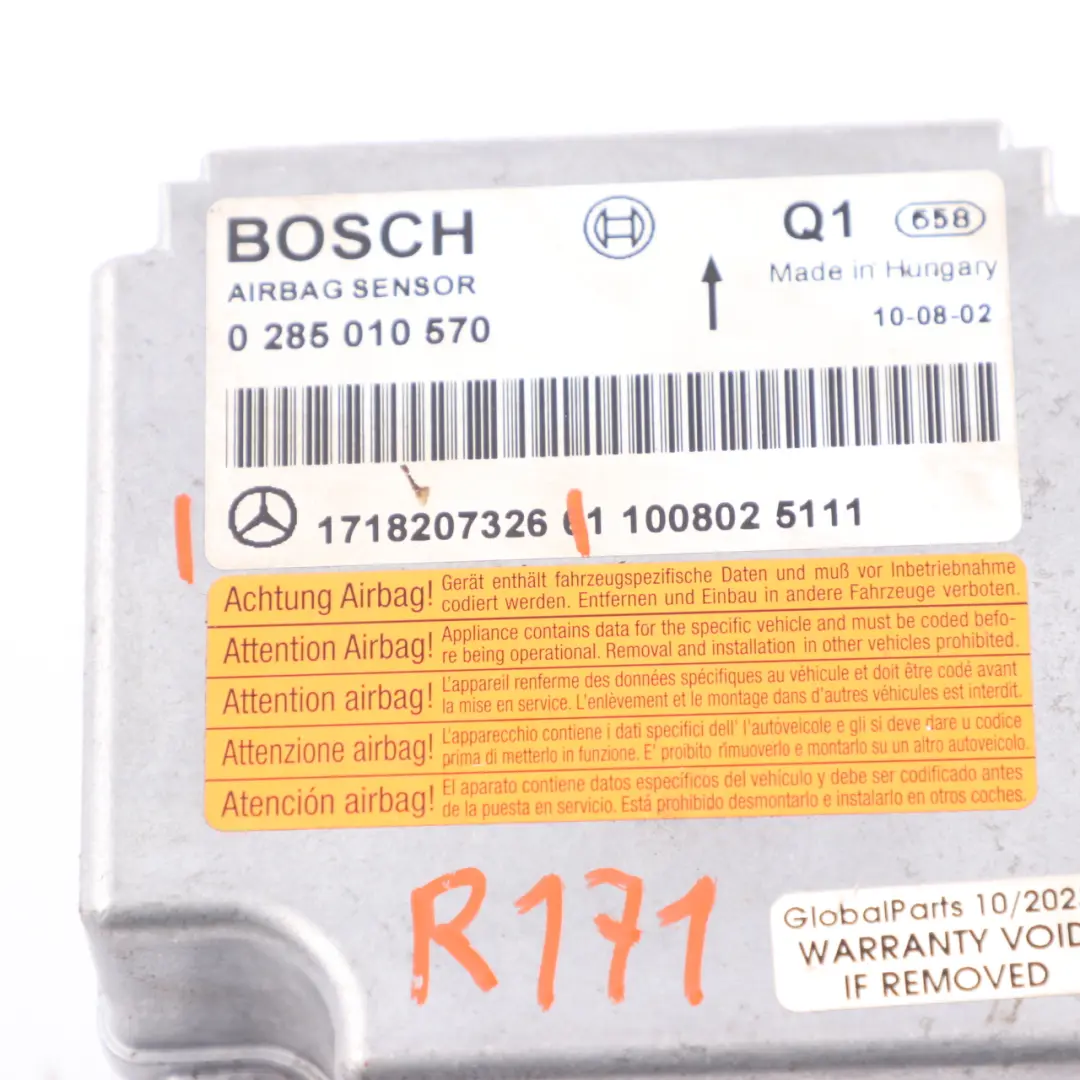 BOSCH
AIRBAG SENSOR
0 285 010 570
Q1 658
Made in Hungary
10-08-02
1718207326 61 100802 5111
Achtung Airbag! Gerät enthält fahrzeugspezifische Daten und muß vor Inbetriebnahme
codiert werden. Entfernen und Einbau in andere Fahrzeuge verboten.
Attention Airbag! Appliance contains data for the specific vehicle and must be coded befo-
re being operational. Removal and installation in other vehicles prohibited.
Attention airbag! L'appareil renferme des données spécifiques au véhicule et doit être codé avant
la mise en service. L'enlèvement et le montage dans d'autres véhicules est interdit.
Attenzione airbag! L'apparecchio contiene i dati specifici dell' l'autoveicole e gli si deve dare u codice
prima di metterlo in funzione. E' proibito rimuoverlo e montarlo su un altro autoveicolo.
Atención airbag! El aparato contiene datos específicos del vehículo y debe ser codificado antes
de la puesta en servicio. Está prohibido desmontarlo e instalarlo en otros coches.
R171
GlobalParts 10/202
WARRANTY VOID
IF REMOVED